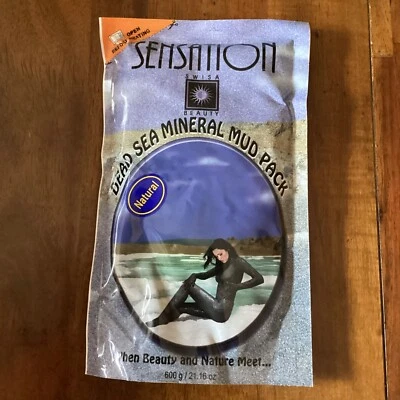 OPEN
SENSATION
SWISA
BEAUTY
DEAD SEA MINERAL MUD PACK
Natural
When Beauty and Nature Meet...
600 g / 21.16 oz